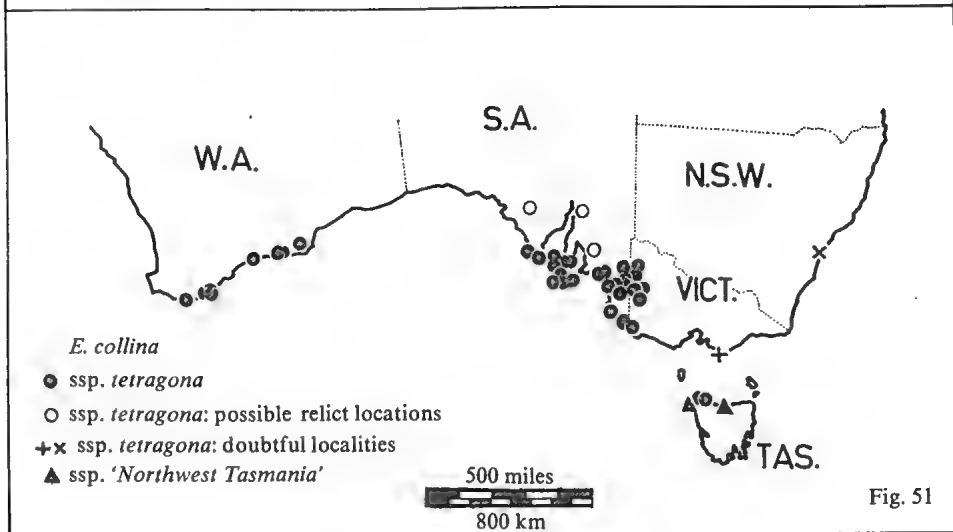 S.A.
W.A.
N.S.W.
VICT.
E. collina
ssp. tetragona
ssp. tetragona: possible relict locations
+x ssp. tetragona: doubtful localities
ssp. 'Northwest Tasmania'
TAS.
500 miles
800 km
Fig. 51